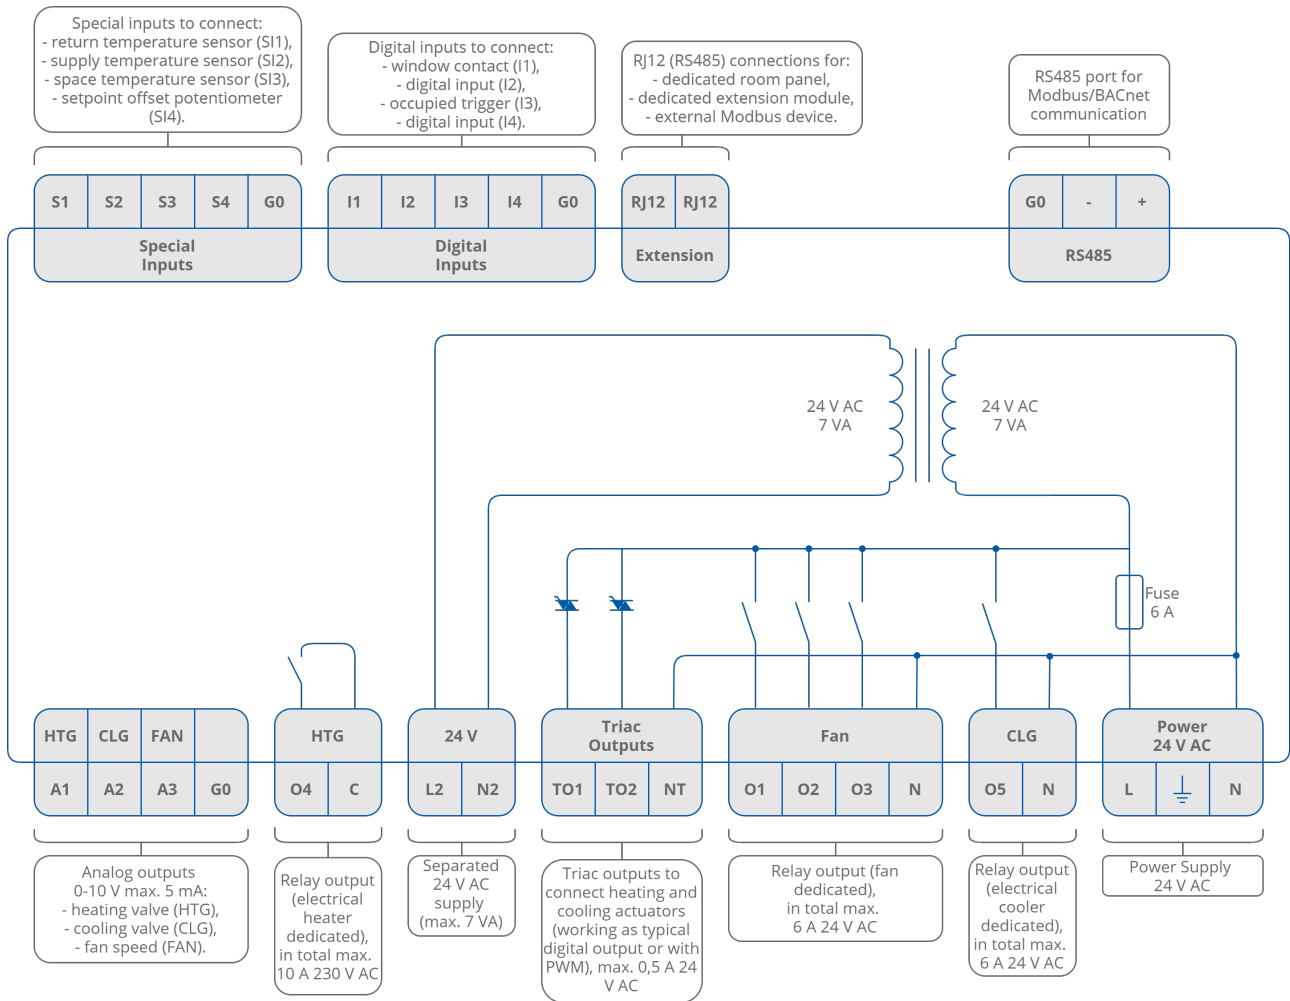 Special inputs to connect:
- return temperature sensor (SI1),
- supply temperature sensor (SI2),
- space temperature sensor (SI3),
- setpoint offset potentiometer
(SI4).
Digital inputs to connect:
- window contact (I1),
- digital input (I2),
- occupied trigger (I3),
- digital input (I4).
RJ12 (RS485) connections for:
- dedicated room panel,
- dedicated extension module,
- external Modbus device.
RS485 port for
Modbus/BACnet
communication
S1 S2 S3 S4 G0
Special
Inputs
I1 I2 I3 I4 G0
Digital
Inputs
RJ12 RJ12
Extension
G0 - +
RS485
24 V AC
7 VA
24 V AC
7 VA
Fuse
6 A
HTG CLG FAN
A1 A2 A3 G0
HTG
O4 C
24 V
L2 N2
Triac
Outputs
TO1 TO2 NT
Fan
O1 O2 O3 N
CLG
O5 N
Power
24 V AC
L N
Analog outputs
0-10 V max. 5 mA:
- heating valve (HTG),
- cooling valve (CLG),
- fan speed (FAN).
Relay output
(electrical
heater
dedicated),
in total max.
10 A 230 V AC
Separated
24 V AC
supply
(max. 7 VA)
Triac outputs to
connect heating and
cooling actuators
(working as typical
digital output or with
PWM), max. 0,5 A 24
V AC
Relay output (fan
dedicated),
in total max.
6 A 24 V AC
Relay output
(electrical
cooler
dedicated),
in total max.
6 A 24 V AC
Power Supply
24 V AC